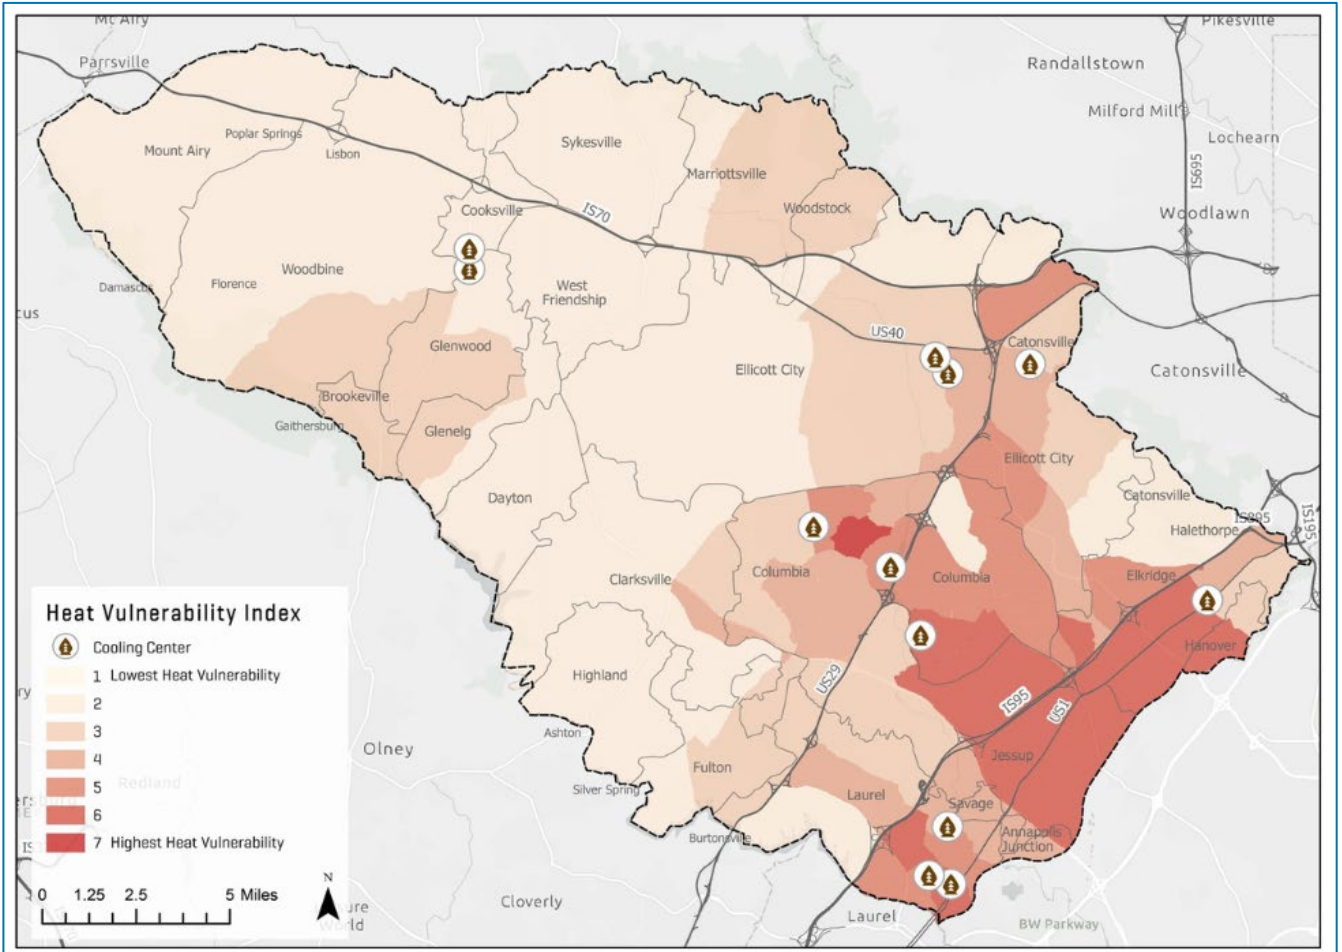 Mt Airy
Pikesville
Parrsville
Randallstown
Milford Mill
Lochearn
Poplar Springs
Mount Airy
Lisbon
Sykesville
Marriottsville
IS695
Woodstock
Woodlawn
Cooksville
IS70
Woodbine
Damascus
Florence
West
Friendship
cus
US40
Catonsville
Glenwood
Ellicott City
Catonsville
Brookeville
Gaithersburg
Glenelg
Ellicott City
Dayton
Catonsville
IS895
IS195
Halethorpe
Clarksville
Columbia
Columbia
Elkridge
Hanover
Highland
US29
IS95
US1
Ashton
Olney
Jessup
Fulton
Silver Spring
Laurel
Savage
Annapolis
Junction
Burtonsville
Cloverly
Laurel
BW Parkway
Redland
World
Heat Vulnerability Index
Cooling Center
1 Lowest Heat Vulnerability
2
3
4
5
6
7 Highest Heat Vulnerability
0 1.25 2.5 5 Miles
N